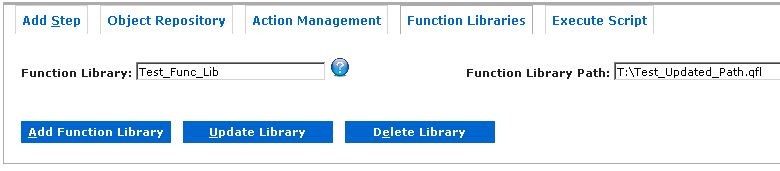 Add Step Object Repository Action Management Function Libraries Execute Script
Function Library: Test_Func_Lib ? Function Library Path: T:\Test_Updated_Path.qfl
Add Function Library Update Library Delete Library